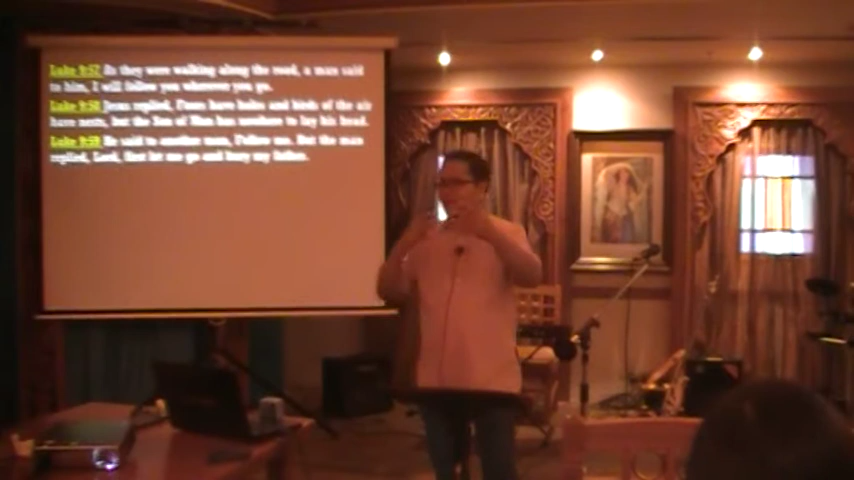 Luke 9:57 As they were walking along the road, a man said
to him, I will follow you wherever you go.
Luke 9:58 Jesus replied, Foxes have holes and birds of the air
have nests, but the Son of Man has nowhere to lay his head.
Luke 9:59 He said to another man, Follow me. But the man
replied, Lord, first let me go and bury my father.